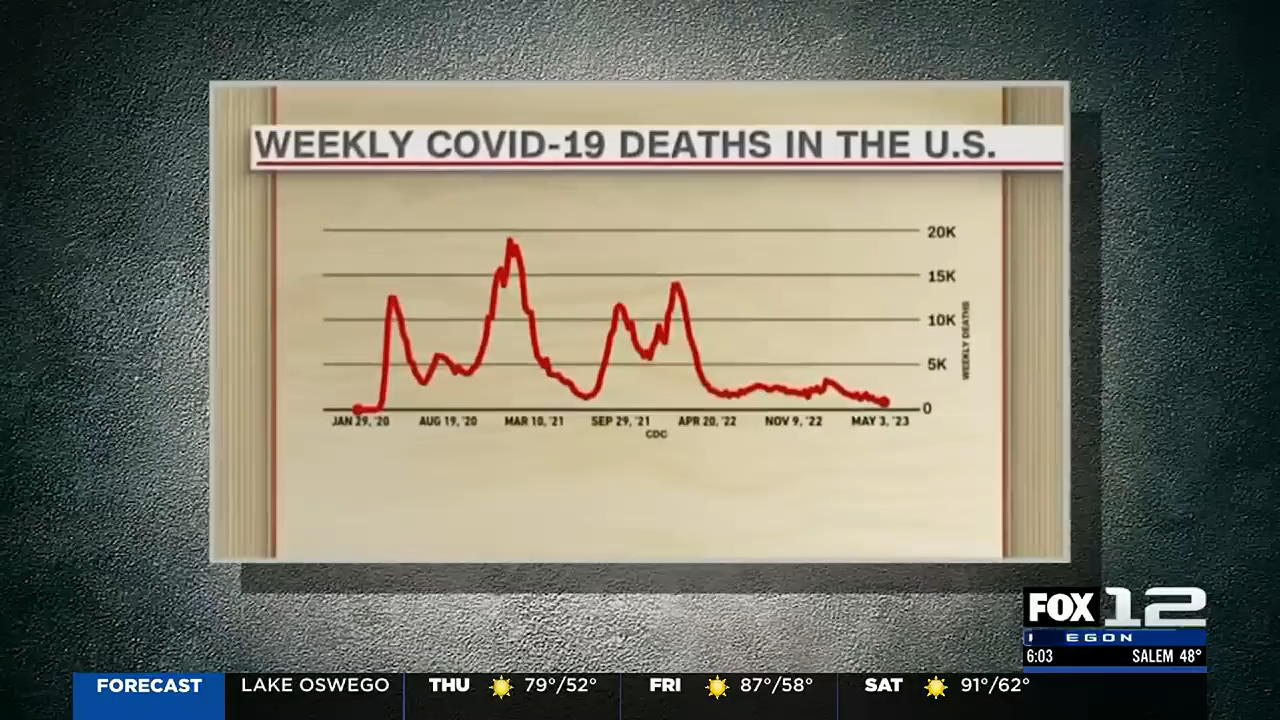 WEEKLY COVID-19 DEATHS IN THE U.S.
20K
15K
10K
5K
0
WEEKLY DEATHS
JAN 29, '20 AUG 19, '20 MAR 10, '21 SEP 29, '21 APR 20, '22 NOV 9, '22 MAY 3, '23
CDC
FOX 12
EGON
6:03 SALEM 48°
FORECAST LAKE OSWEGO THU 79°/52° FRI 87°/58° SAT 91°/62°